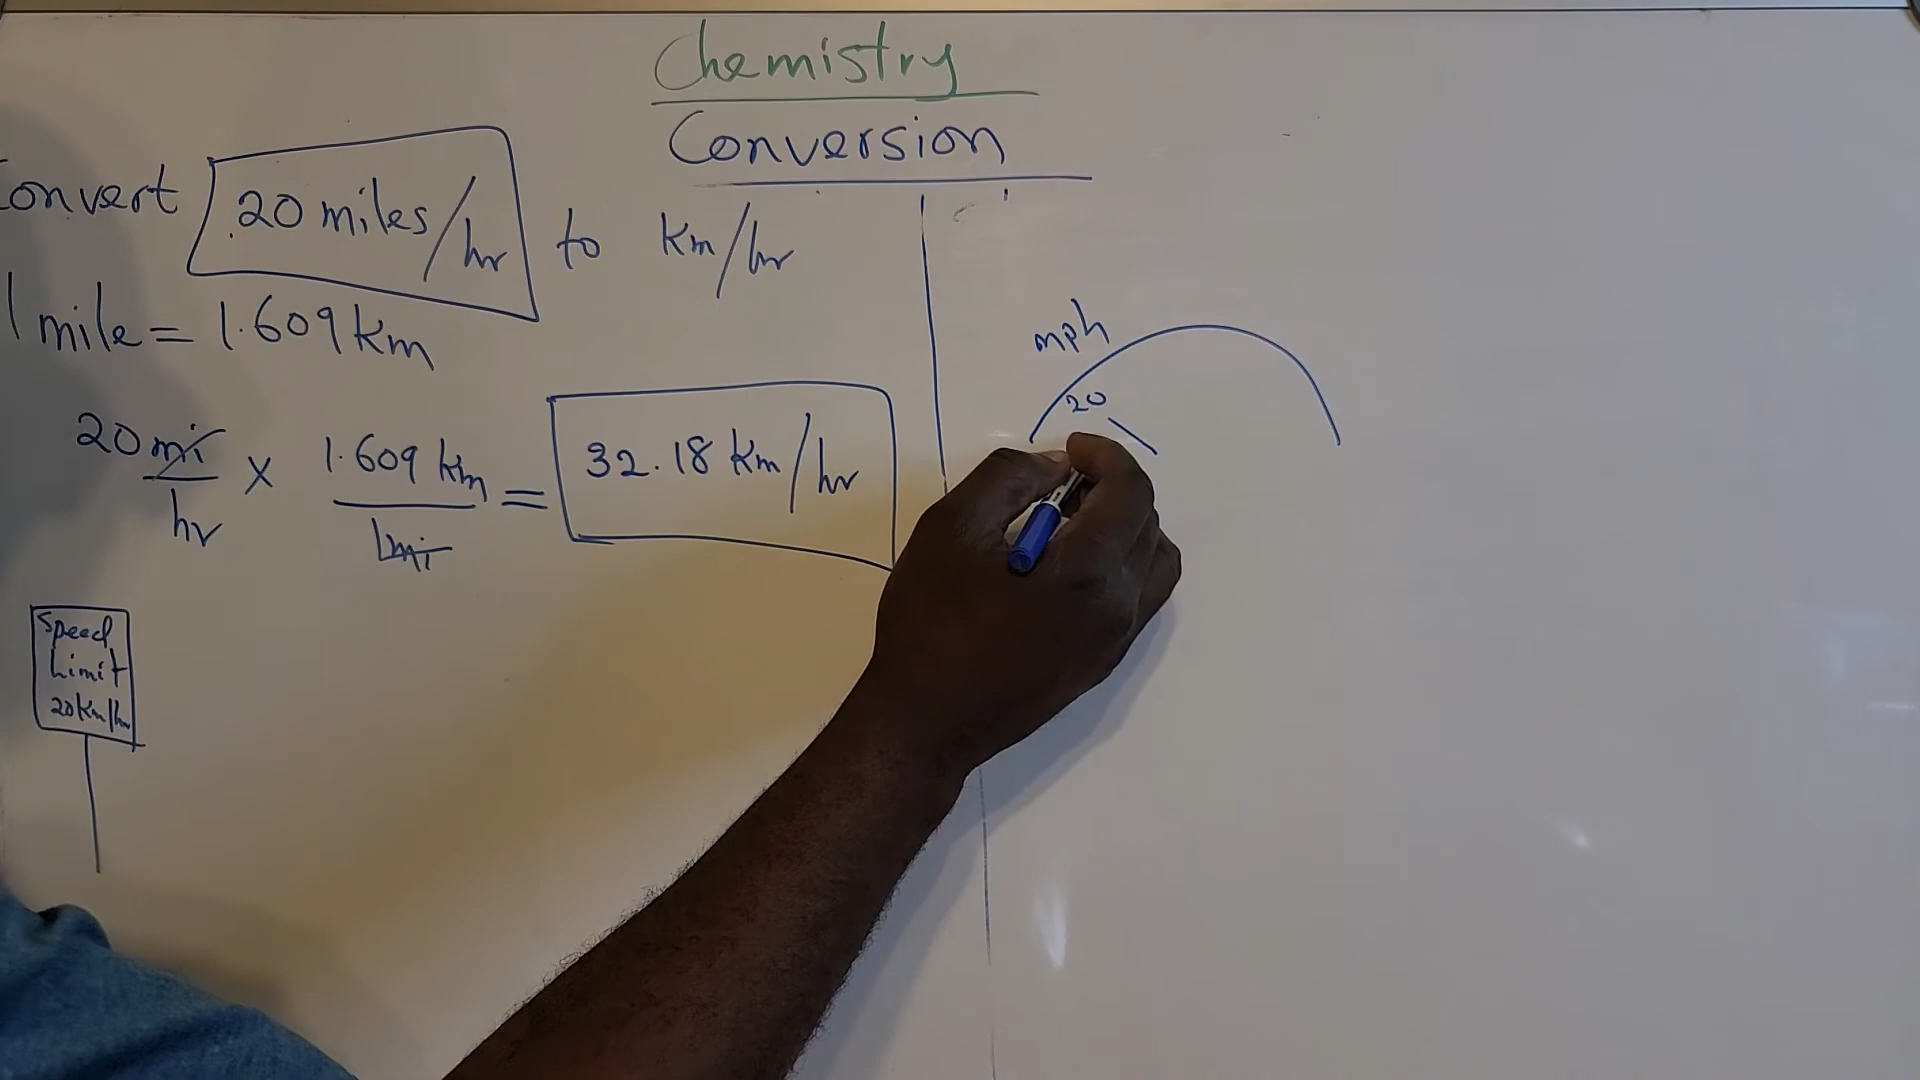 Chemistry
Conversion
Convert 20 miles/hr to km/hr
1 mile = 1.609 km
20 mi/hr × 1.609 km/1 mi = 32.18 km/hr
Speed
Limit
20 Km/hr
mph
20